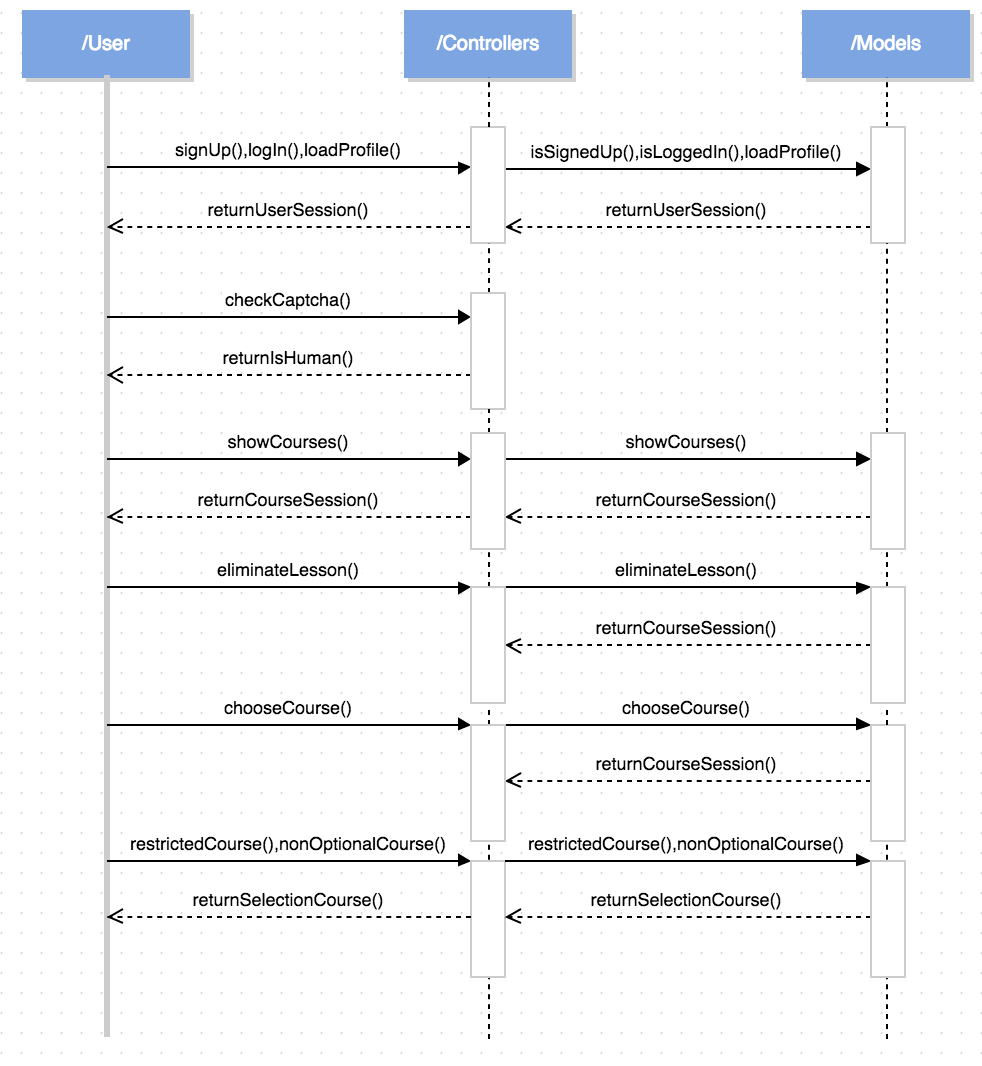 /User
/Controllers
/Models
signUp(),logIn(),loadProfile()
isSignedUp(),isLoggedIn(),loadProfile()
returnUserSession()
returnUserSession()
checkCaptcha()
returnIsHuman()
showCourses()
showCourses()
returnCourseSession()
returnCourseSession()
eliminateLesson()
eliminateLesson()
returnCourseSession()
chooseCourse()
chooseCourse()
returnCourseSession()
restrictedCourse(),nonOptionalCourse()
restrictedCourse(),nonOptionalCourse()
returnSelectionCourse()
returnSelectionCourse()